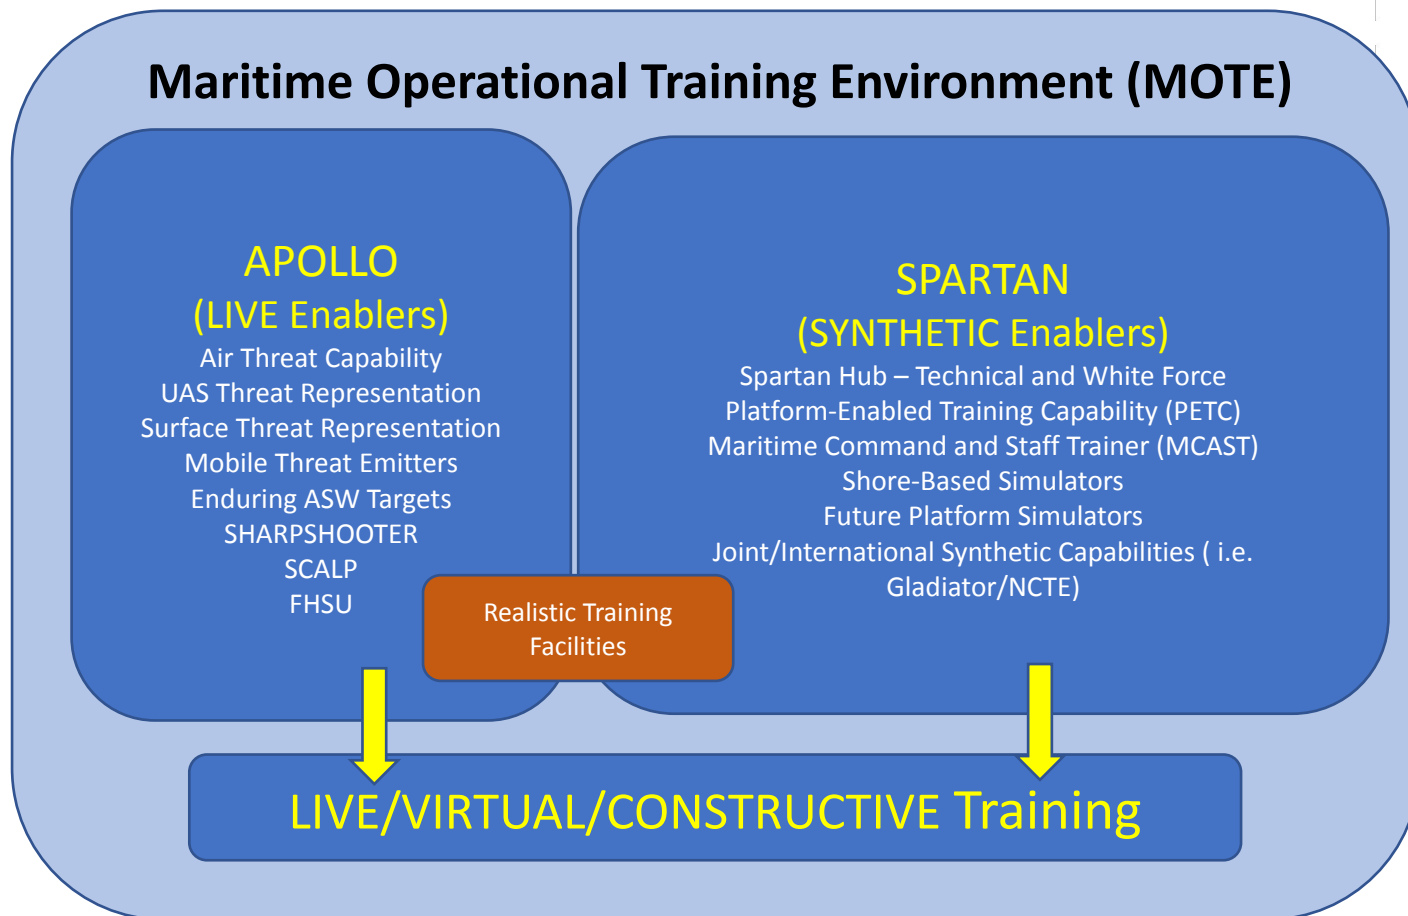 Maritime Operational Training Environment (MOTE)
APOLLO
(LIVE Enablers)
Air Threat Capability
UAS Threat Representation
Surface Threat Representation
Mobile Threat Emitters
Enduring ASW Targets
SHARPSHOOTER
SCALP
FHSU
SPARTAN
(SYNTHETIC Enablers)
Spartan Hub – Technical and White Force
Platform-Enabled Training Capability (PETC)
Maritime Command and Staff Trainer (MCAST)
Shore-Based Simulators
Future Platform Simulators
Joint/International Synthetic Capabilities ( i.e.
Gladiator/NCTE)
Realistic Training
Facilities
LIVE/VIRTUAL/CONSTRUCTIVE Training